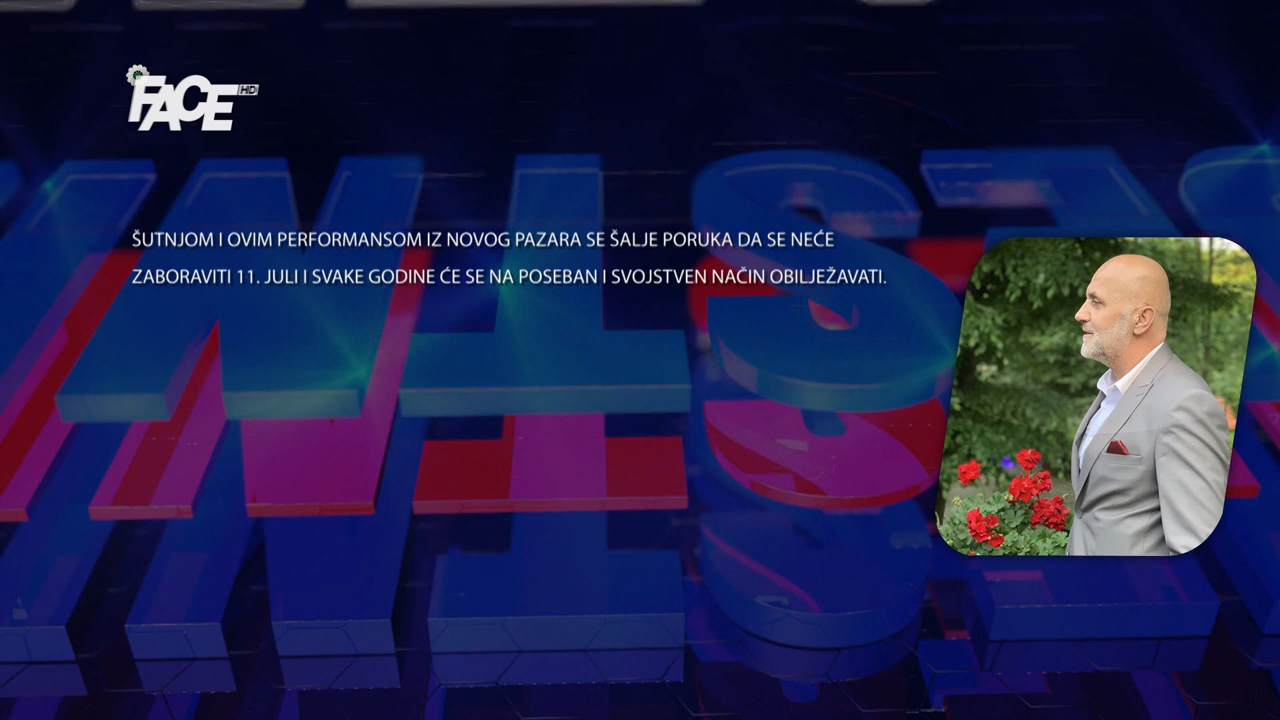 FACE HD
ŠUTNJOM I OVIM PERFORMANSOM IZ NOVOG PAZARA SE ŠALJE PORUKA DA SE NEĆE
ZABORAVITI 11. JULI I SVAKE GODINE ĆE SE NA POSEBAN I SVOJSTVEN NAČIN OBILJEŽAVATI.